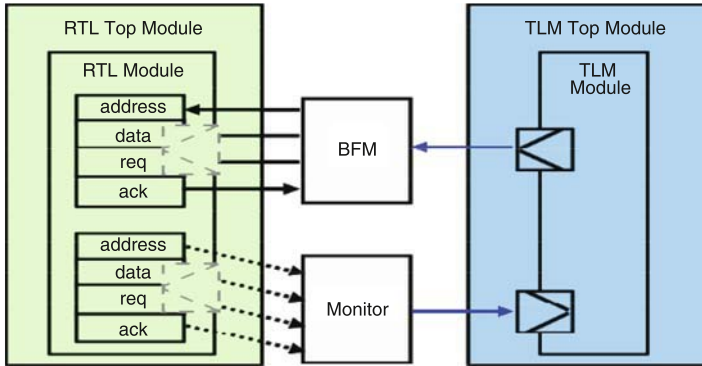 RTL Top Module
RTL Module
address
data
req
ack
address
data
req
ack
BFM
Monitor
TLM Top Module
TLM
Module